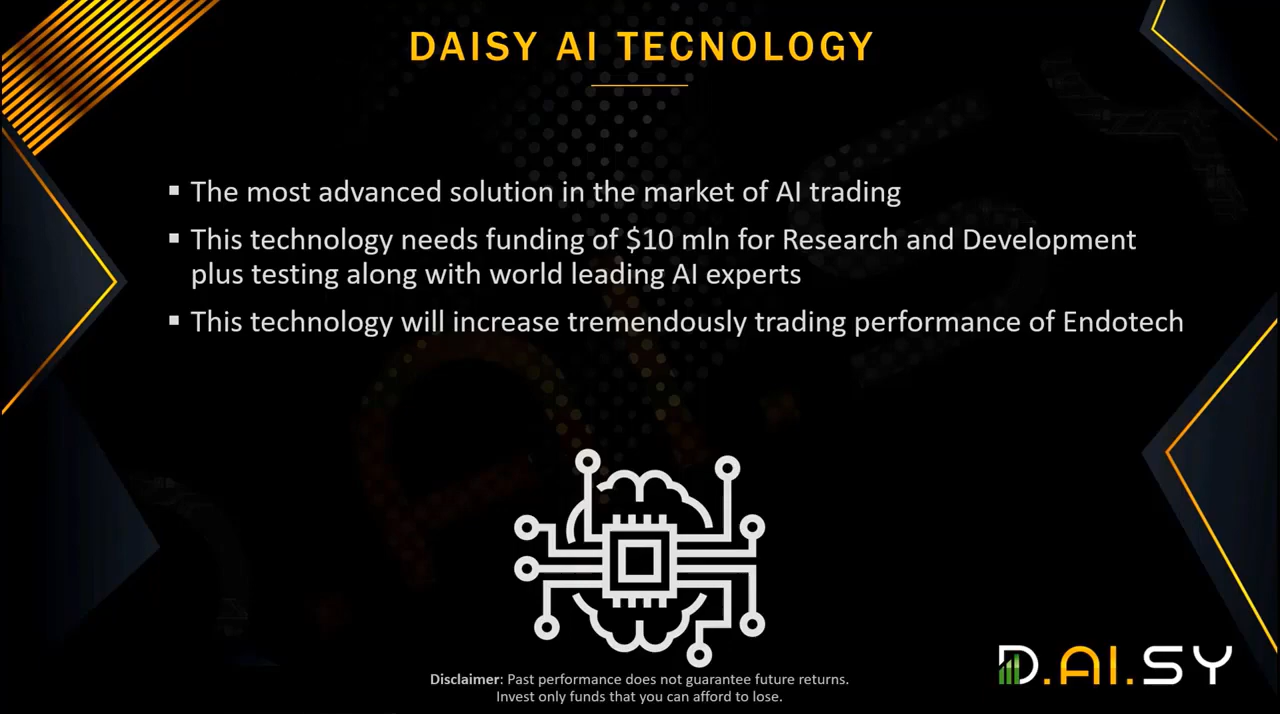 DAISY AI TECNOLOGY
▪ The most advanced solution in the market of AI trading
▪ This technology needs funding of $10 mln for Research and Development
plus testing along with world leading AI experts
▪ This technology will increase tremendously trading performance of Endotech
Disclaimer: Past performance does not guarantee future returns.
Invest only funds that you can afford to lose.
D.AI.SY